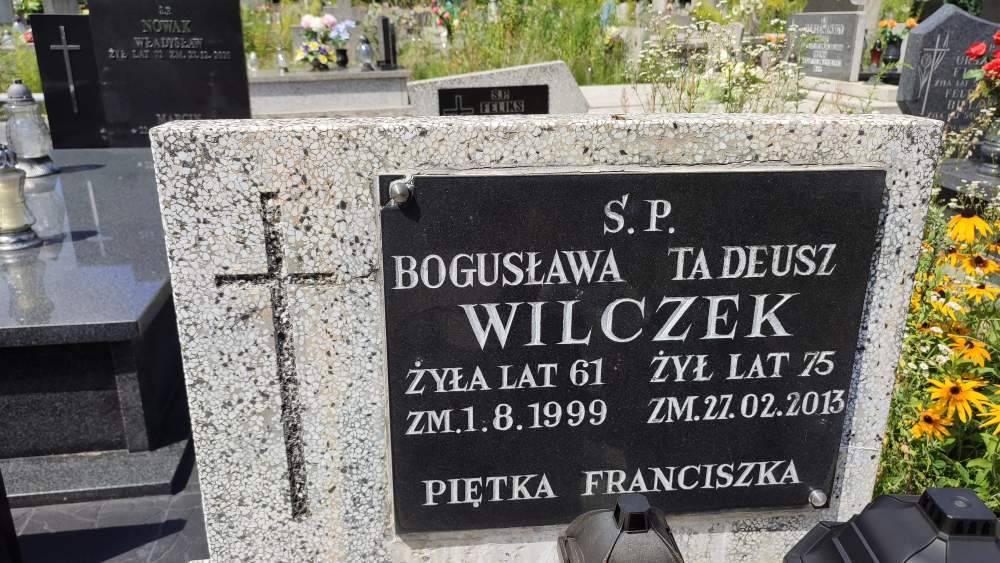 Ś.P.
NOWAK
WŁADYSŁAW
Ś.P.
FELIKS
Ś.P.
BOGUSŁAWA TADEUSZ
WILCZEK
ŻYŁA LAT 61 ŻYŁ LAT 75
ZM.1.8.1999 ZM.27.02.2013
PIĘTKA FRANCISZKA